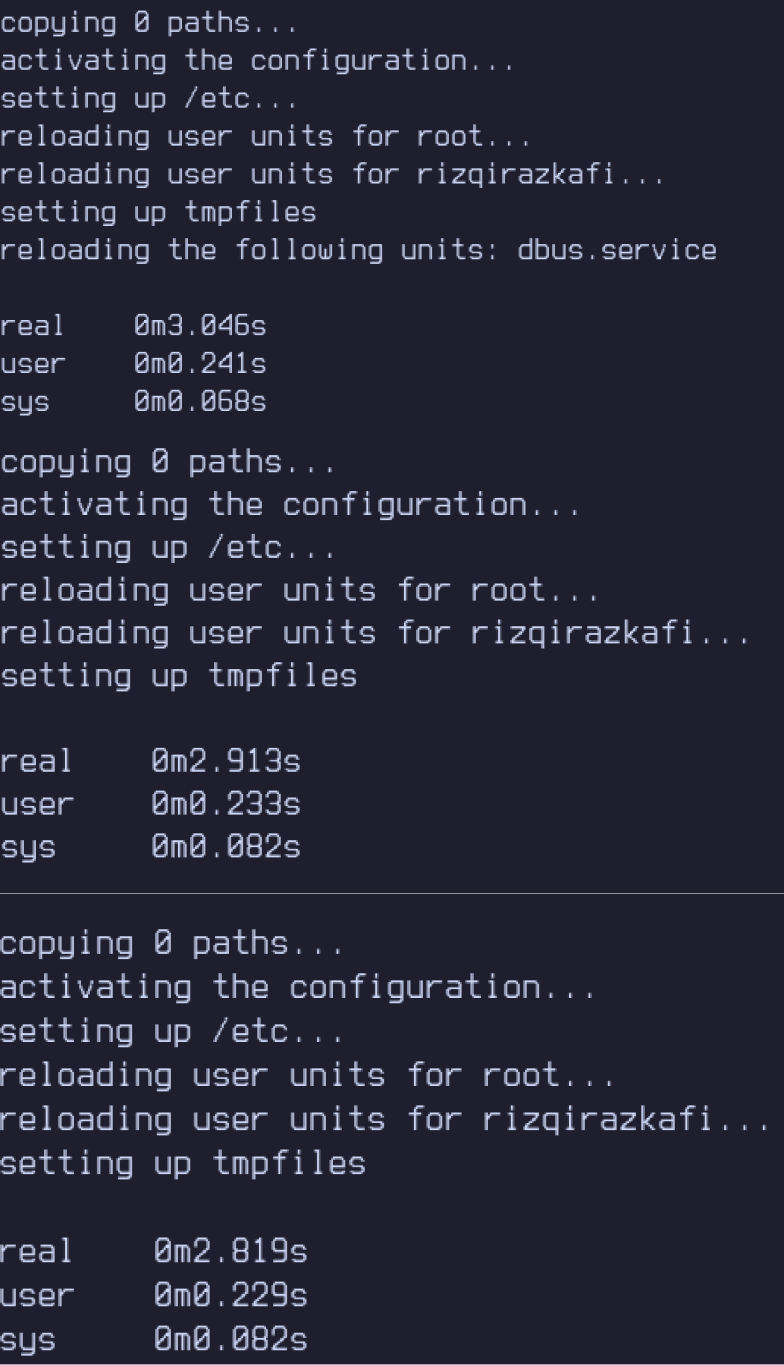 copying 0 paths...
activating the configuration...
setting up /etc...
reloading user units for root...
reloading user units for rizqirazkafi...
setting up tmpfiles
reloading the following units: dbus.service
real 0m3.046s
user 0m0.241s
sys 0m0.068s
copying 0 paths...
activating the configuration...
setting up /etc...
reloading user units for root...
reloading user units for rizqirazkafi...
setting up tmpfiles
real 0m2.913s
user 0m0.233s
sys 0m0.082s
copying 0 paths...
activating the configuration...
setting up /etc...
reloading user units for root...
reloading user units for rizqirazkafi...
setting up tmpfiles
real 0m2.819s
user 0m0.229s
sys 0m0.082s